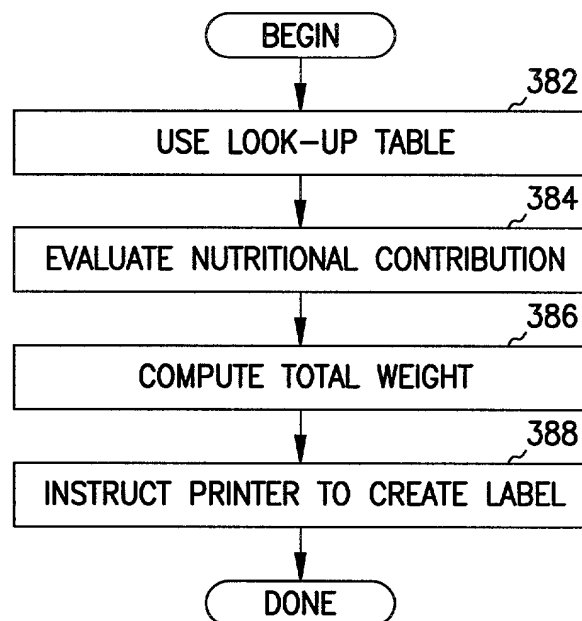 BEGIN
382
USE LOOK-UP TABLE
384
EVALUATE NUTRITIONAL CONTRIBUTION
386
COMPUTE TOTAL WEIGHT
388
INSTRUCT PRINTER TO CREATE LABEL
DONE